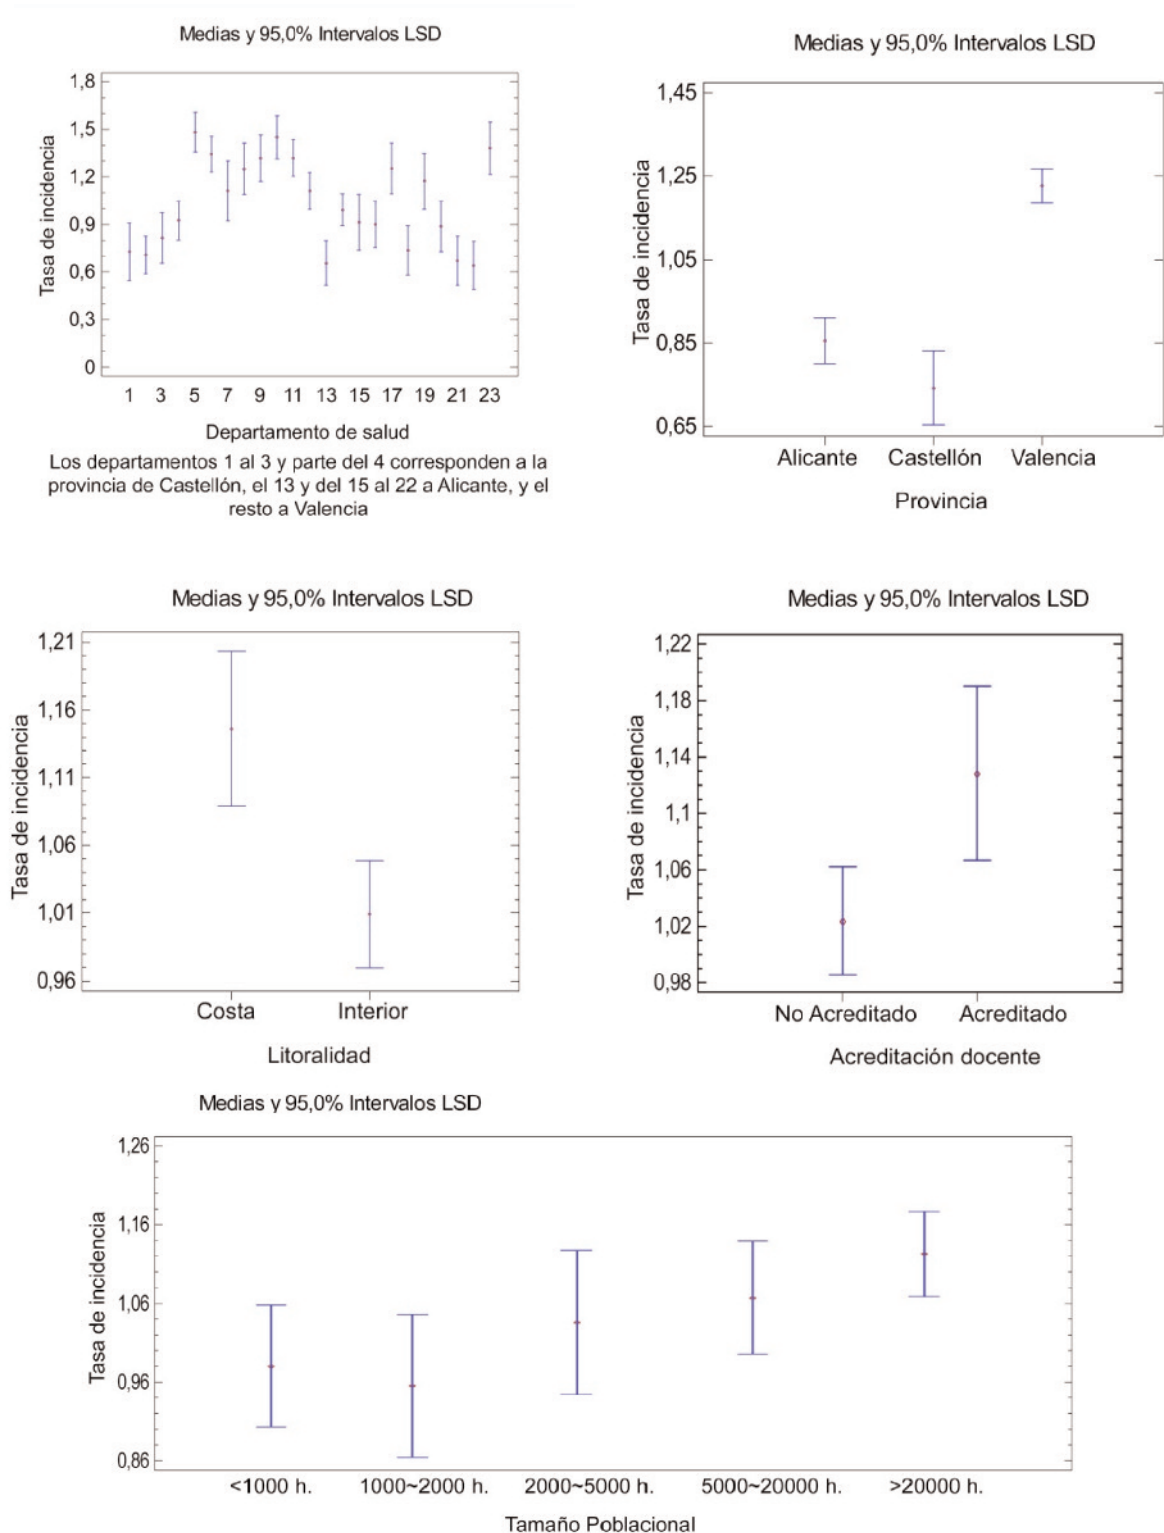 Medias y 95,0% Intervalos LSD
Tasa de incidencia
1,8
1,5
1,2
0,9
0,6
0,3
0
1 3 5 7 9 11 13 15 17 19 21 23
Departamento de salud
Los departamentos 1 al 3 y parte del 4 corresponden a la
provincia de Castellón, el 13 y del 15 al 22 a Alicante, y el
resto a Valencia
Medias y 95,0% Intervalos LSD
Tasa de incidencia
1,45
1,25
1,05
0,85
0,65
Alicante Castellón Valencia
Provincia
Medias y 95,0% Intervalos LSD
Tasa de incidencia
1,21
1,16
1,11
1,06
1,01
0,96
Costa Interior
Litoralidad
Medias y 95,0% Intervalos LSD
Tasa de incidencia
1,22
1,18
1,14
1,1
1,06
1,02
0,98
No Acreditado Acreditado
Acreditación docente
Medias y 95,0% Intervalos LSD
Tasa de incidencia
1,26
1,16
1,06
0,96
0,86
<1000 h. 1000~2000 h. 2000~5000 h. 5000~20000 h. >20000 h.
Tamaño Poblacional